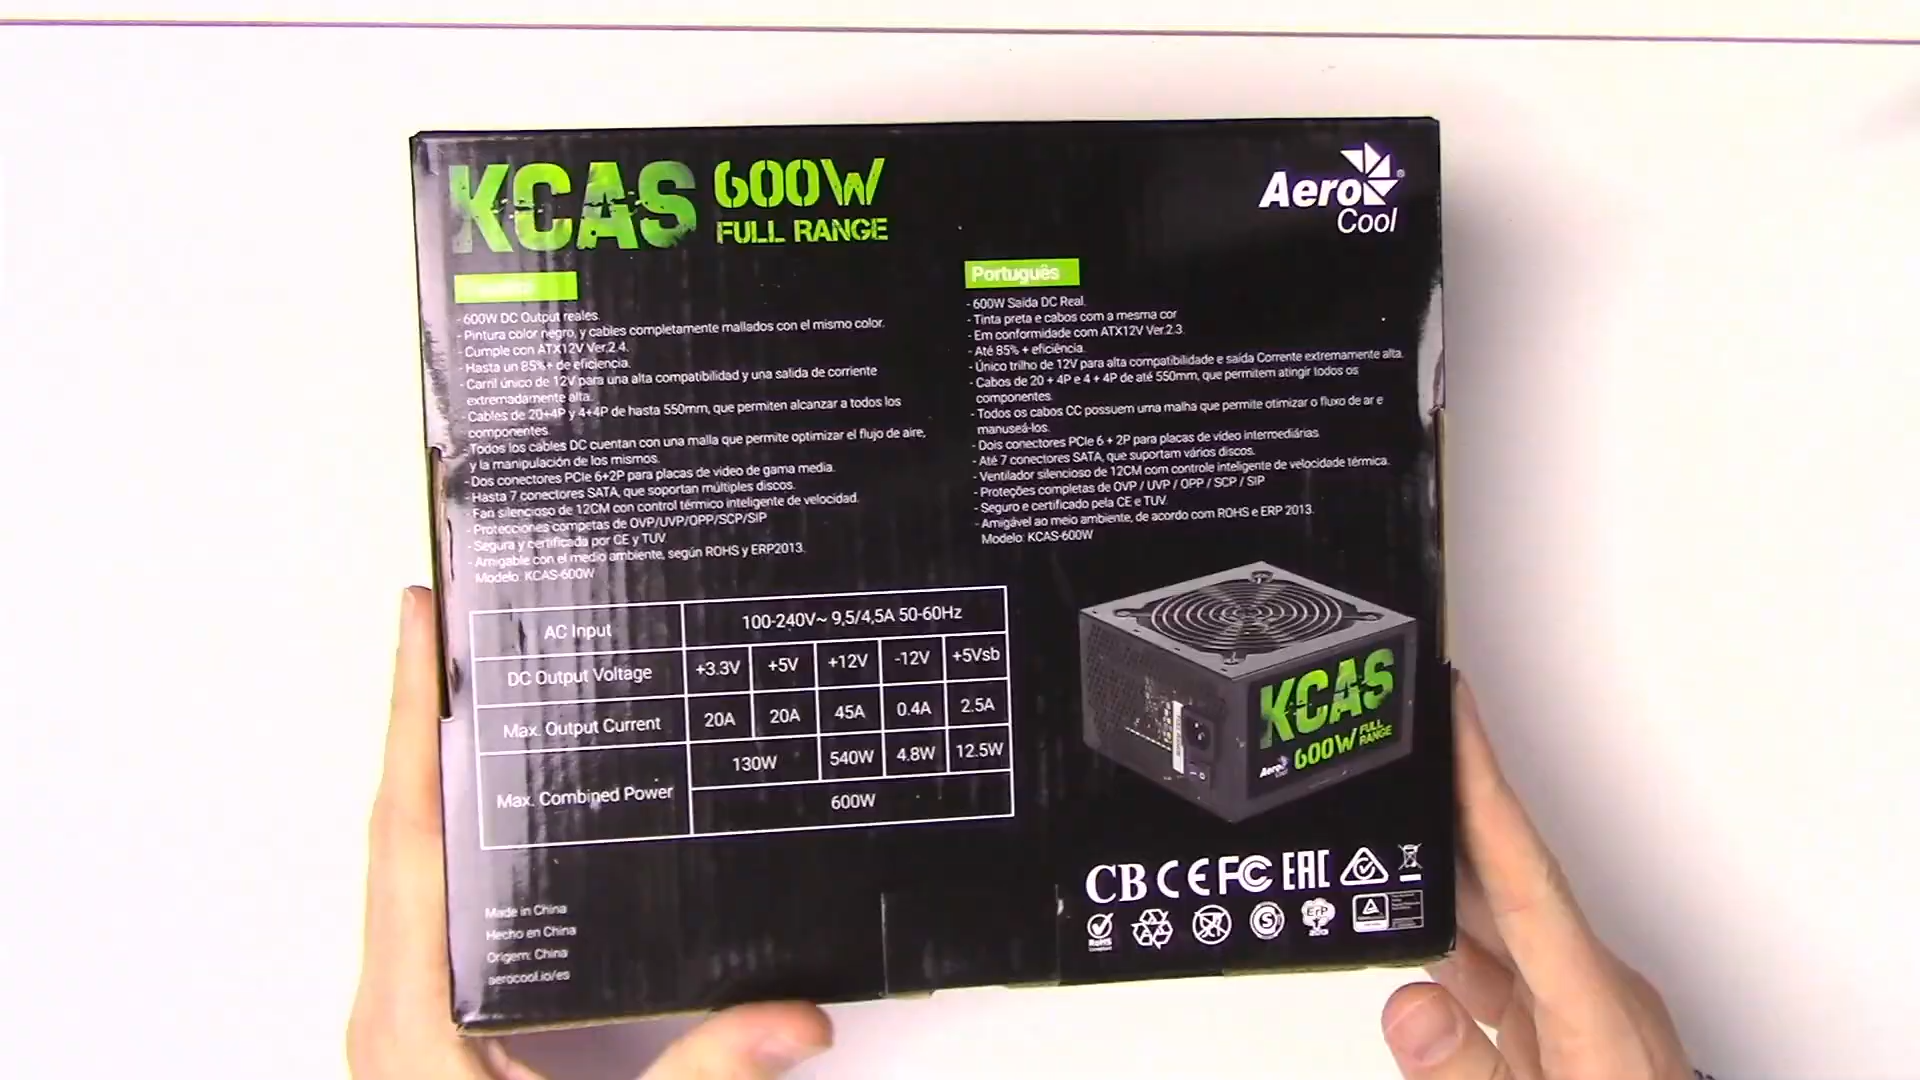 KCAS 600W
FULL RANGE
Aero
Cool
- 600W DC Output reales.
- Pintura color negro, y cables completamente mallados con el mismo color.
- Cumple con ATX12V Ver.2.4.
- Hasta un 85%+ de eficiencia.
- Carril único de 12V para una alta compatibilidad y una salida de corriente
extremadamente alta.
- Cables de 20+4P y 4+4P de hasta 550mm, que permiten alcanzar a todos los
componentes.
- Todos los cables DC cuentan con una malla que permite optimizar el flujo de aire,
y la manipulación de los mismos.
- Dos conectores PCIe 6+2P para placas de video de gama media.
- Hasta 7 conectores SATA, que soportan múltiples discos.
- Fan silencioso de 12CM con control térmico inteligente de velocidad.
- Protecciones competas de OVP/UVP/OPP/SCP/SIP
- Segura y certificada por CE y TUV.
- Amigable con el medio ambiente, según ROHS y ERP2013.
Modelo: KCAS-600W
Português
- 600W Saída DC Real.
- Tinta preta e cabos com a mesma cor
- Em conformidade com ATX12V Ver.2.3.
- Até 85% + eficiência.
- Único trilho de 12V para alta compatibilidade e saída Corrente extremamente alta.
- Cabos de 20 + 4P e 4 + 4P de até 550mm, que permitem atingir todos os
componentes.
- Todos os cabos CC possuem uma malha que permite otimizar o fluxo de ar e
manuseá-los.
- Dois conectores PCIe 6 + 2P para placas de vídeo intermediárias.
- Até 7 conectores SATA, que suportam vários discos.
- Ventilador silencioso de 12CM com controle inteligente de velocidade térmica.
- Proteções completas de OVP / UVP / OPP / SCP / SIP
- Seguro e certificado pela CE e TUV.
- Amigável ao meio ambiente, de acordo com ROHS e ERP 2013.
Modelo: KCAS-600W
AC Input 100-240V~ 9,5/4,5A 50-60Hz
DC Output Voltage +3.3V +5V +12V -12V +5Vsb
Max. Output Current 20A 20A 45A 0.4A 2.5A
Max. Combined Power 130W 540W 4.8W 12.5W
600W
KCAS
600W FULL
RANGE
Aero
Cool
CB CE FC EAC
RoHS
S
ErP
Made in China
Hecho en China
Origem: China
aerocool.io/es